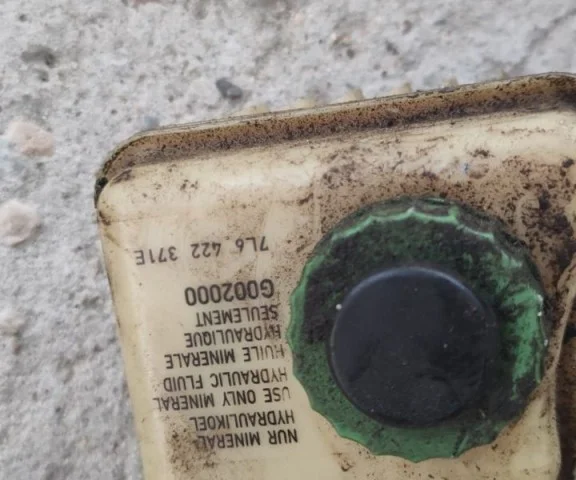 NUR MINERAL
HYDRAULIKOEL
USE ONLY MINERAL
HYDRAULIC FLUID
HUILE MINERALE
HYDRAULIQUE
SEULEMENT
G002000
7L6 422 371E